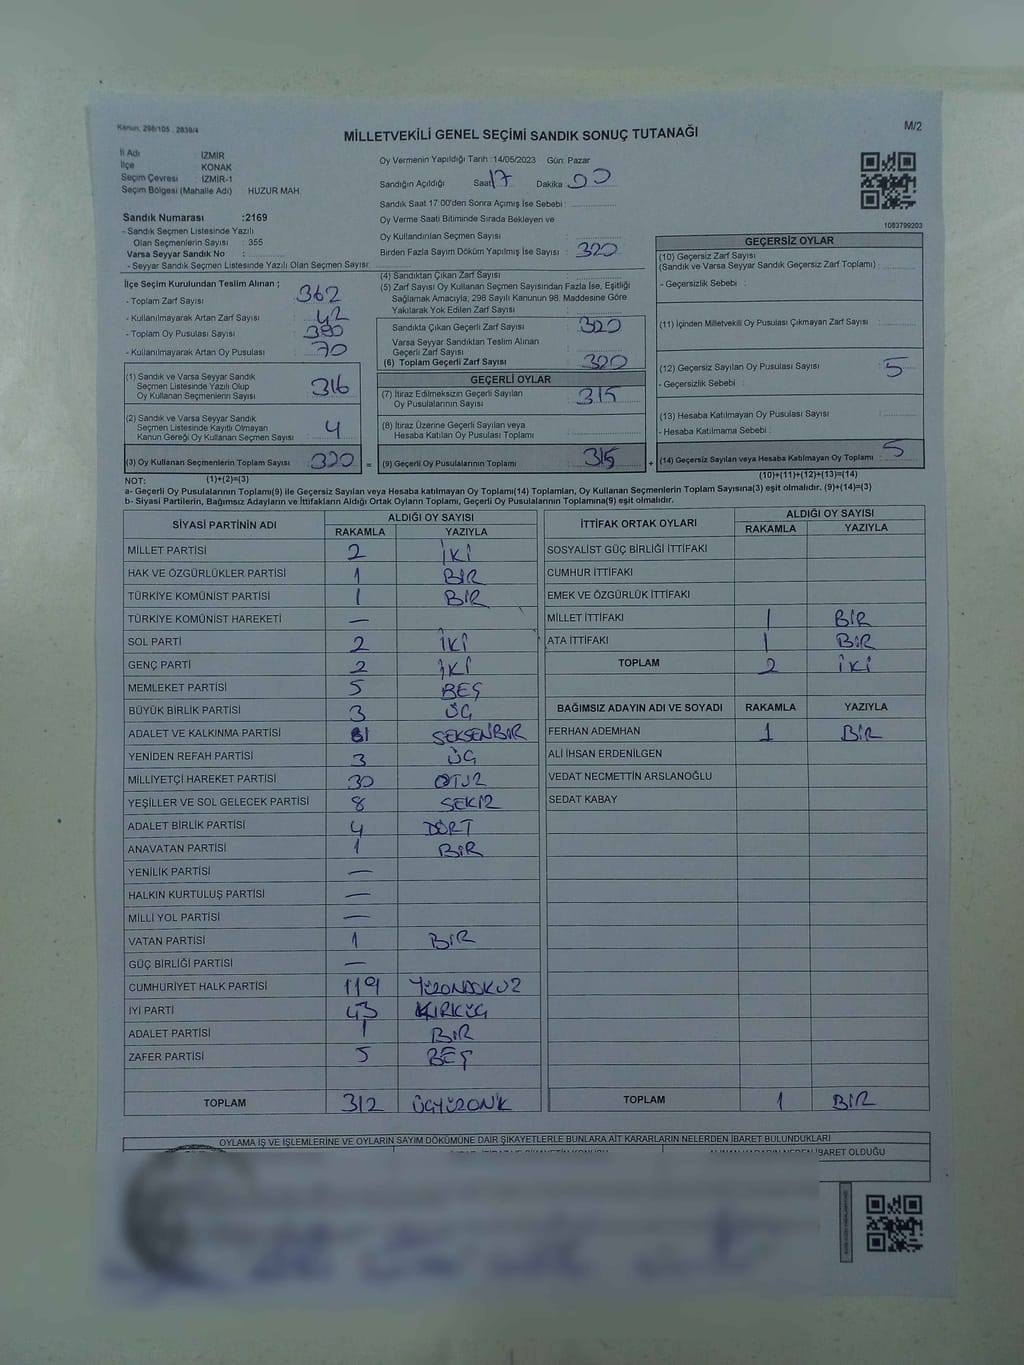 Kanun: 298/105 , 2839/4
M/2
MİLLETVEKİLİ GENEL SEÇİMİ SANDIK SONUÇ TUTANAĞI
İl Adı İZMİR
İlçe KONAK
Seçim Çevresi : İZMİR-1
Seçim Bölgesi (Mahalle Adı) HUZUR MAH.
Oy Vermenin Yapıldığı Tarih :14/05/2023 Gün: Pazar
Sandığın Açıldığı Saat 17 Dakika 00
Sandık Saat 17:00'den Sonra Açımış İse Sebebi :
Oy Verme Saati Bitiminde Sırada Bekleyen ve
Oy Kullandırılan Seçmen Sayısı
Birden Fazla Sayım Döküm Yapılmış İse Sayısı : 320
1083799203
Sandık Numarası :2169
- Sandık Seçmen Listesinde Yazılı
Olan Seçmenlerin Sayısı : 355
Varsa Seyyar Sandık No :
- Seyyar Sandık Seçmen Listesinde Yazılı Olan Seçmen Sayısı:
İlçe Seçim Kurulundan Teslim Alınan ;
- Toplam Zarf Sayısı 362
- Kullanılmayarak Artan Zarf Sayısı : 42
- Toplam Oy Pusulası Sayısı : 390
- Kullanılmayarak Artan Oy Pusulası : 70
(1) Sandık ve Varsa Seyyar Sandık
Seçmen Listesinde Yazılı Olup
Oy Kullanan Seçmenlerin Sayısı 316
(2) Sandık ve Varsa Seyyar Sandık
Seçmen Listesinde Kayıtlı Olmayan
Kanun Gereği Oy Kullanan Seçmen Sayısı : 4
(3) Oy Kullanan Seçmenlerin Toplam Sayısı 320 =
(1)+(2)=(3)
(4) Sandıktan Çıkan Zarf Sayısı :
(5) Zarf Sayısı Oy Kullanan Seçmen Sayısından Fazla İse, Eşitliği
Sağlamak Amacıyla, 298 Sayılı Kanunun 98. Maddesine Göre
Yakılarak Yok Edilen Zarf Sayısı :
Sandıkta Çıkan Geçerli Zarf Sayısı : 320
Varsa Seyyar Sandıktan Teslim Alınan
Geçerli Zarf Sayısı :
(6) Toplam Geçerli Zarf Sayısı : 320
GEÇERLİ OYLAR
(7) İtiraz Edilmeksizin Geçerli Sayılan
Oy Pusulalarının Sayısı : 315
(8) İtiraz Üzerine Geçerli Sayılan veya
Hesaba Katılan Oy Pusulası Toplamı :
(9) Geçerli Oy Pusulalarının Toplamı : 315 +
GEÇERSİZ OYLAR
(10) Geçersiz Zarf Sayısı
(Sandık ve Varsa Seyyar Sandık Geçersiz Zarf Toplamı) :
- Geçersizlik Sebebi :
(11) İçinden Milletvekili Oy Pusulası Çıkmayan Zarf Sayısı :
(12) Geçersiz Sayılan Oy Pusulası Sayısı : 5
- Geçersizlik Sebebi :
(13) Hesaba Katılmayan Oy Pusulası Sayısı :
- Hesaba Katılmama Sebebi :
(14) Geçersiz Sayılan veya Hesaba Katılmayan Oy Toplamı : 5
(10)+(11)+(12)+(13)=(14)
NOT:
a- Geçerli Oy Pusulalarının Toplamı(9) ile Geçersiz Sayılan veya Hesaba katılmayan Oy Toplamı(14) Toplamları, Oy Kullanan Seçmenlerin Toplam Sayısına(3) eşit olmalıdır. (9)+(14)=(3)
b- Siyasi Partilerin, Bağımsız Adayların ve İttifakların Aldığı Ortak Oyların Toplamı, Geçerli Oy Pusulalarının Toplamına(9) eşit olmalıdır.
SİYASİ PARTİNİN ADI ALDIĞI OY SAYISI
RAKAMLA YAZIYLA
MİLLET PARTİSİ 2 İKİ
HAK VE ÖZGÜRLÜKLER PARTİSİ 1 BİR
TÜRKİYE KOMÜNİST PARTİSİ 1 BİR
TÜRKİYE KOMÜNİST HAREKETİ —
SOL PARTİ 2 İKİ
GENÇ PARTİ 2 İKİ
MEMLEKET PARTİSİ 5 BEŞ
BÜYÜK BİRLİK PARTİSİ 3 ÜÇ
ADALET VE KALKINMA PARTİSİ 81 SEKSENBİR
YENİDEN REFAH PARTİSİ 3 ÜÇ
MİLLİYETÇİ HAREKET PARTİSİ 30 OTUZ
YEŞİLLER VE SOL GELECEK PARTİSİ 8 SEKİZ
ADALET BİRLİK PARTİSİ 4 DÖRT
ANAVATAN PARTİSİ 1 BİR
YENİLİK PARTİSİ —
HALKIN KURTULUŞ PARTİSİ —
MİLLİ YOL PARTİSİ —
VATAN PARTİSİ 1 BİR
GÜÇ BİRLİĞİ PARTİSİ —
CUMHURİYET HALK PARTİSİ 119 YÜZONDOKUZ
İYİ PARTİ 43 KIRKÜÇ
ADALET PARTİSİ 1 BİR
ZAFER PARTİSİ 5 BEŞ
TOPLAM 312 ÜÇYÜZONİK
İTTİFAK ORTAK OYLARI ALDIĞI OY SAYISI
RAKAMLA YAZIYLA
SOSYALİST GÜÇ BİRLİĞİ İTTİFAKI
CUMHUR İTTİFAKI
EMEK VE ÖZGÜRLÜK İTTİFAKI
MİLLET İTTİFAKI 1 BİR
ATA İTTİFAKI 1 BİR
TOPLAM 2 İKİ
BAĞIMSIZ ADAYIN ADI VE SOYADI RAKAMLA YAZIYLA
FERHAN ADEMHAN 1 BİR
ALİ İHSAN ERDENİLGEN
VEDAT NECMETTİN ARSLANOĞLU
SEDAT KABAY
TOPLAM 1 BİR
OYLAMA İŞ VE İŞLEMLERİNE VE OYLARIN SAYIM DÖKÜMÜNE DAİR ŞİKAYETLERLE BUNLARA AİT KARARLARIN NELERDEN İBARET BULUNDUKLARI